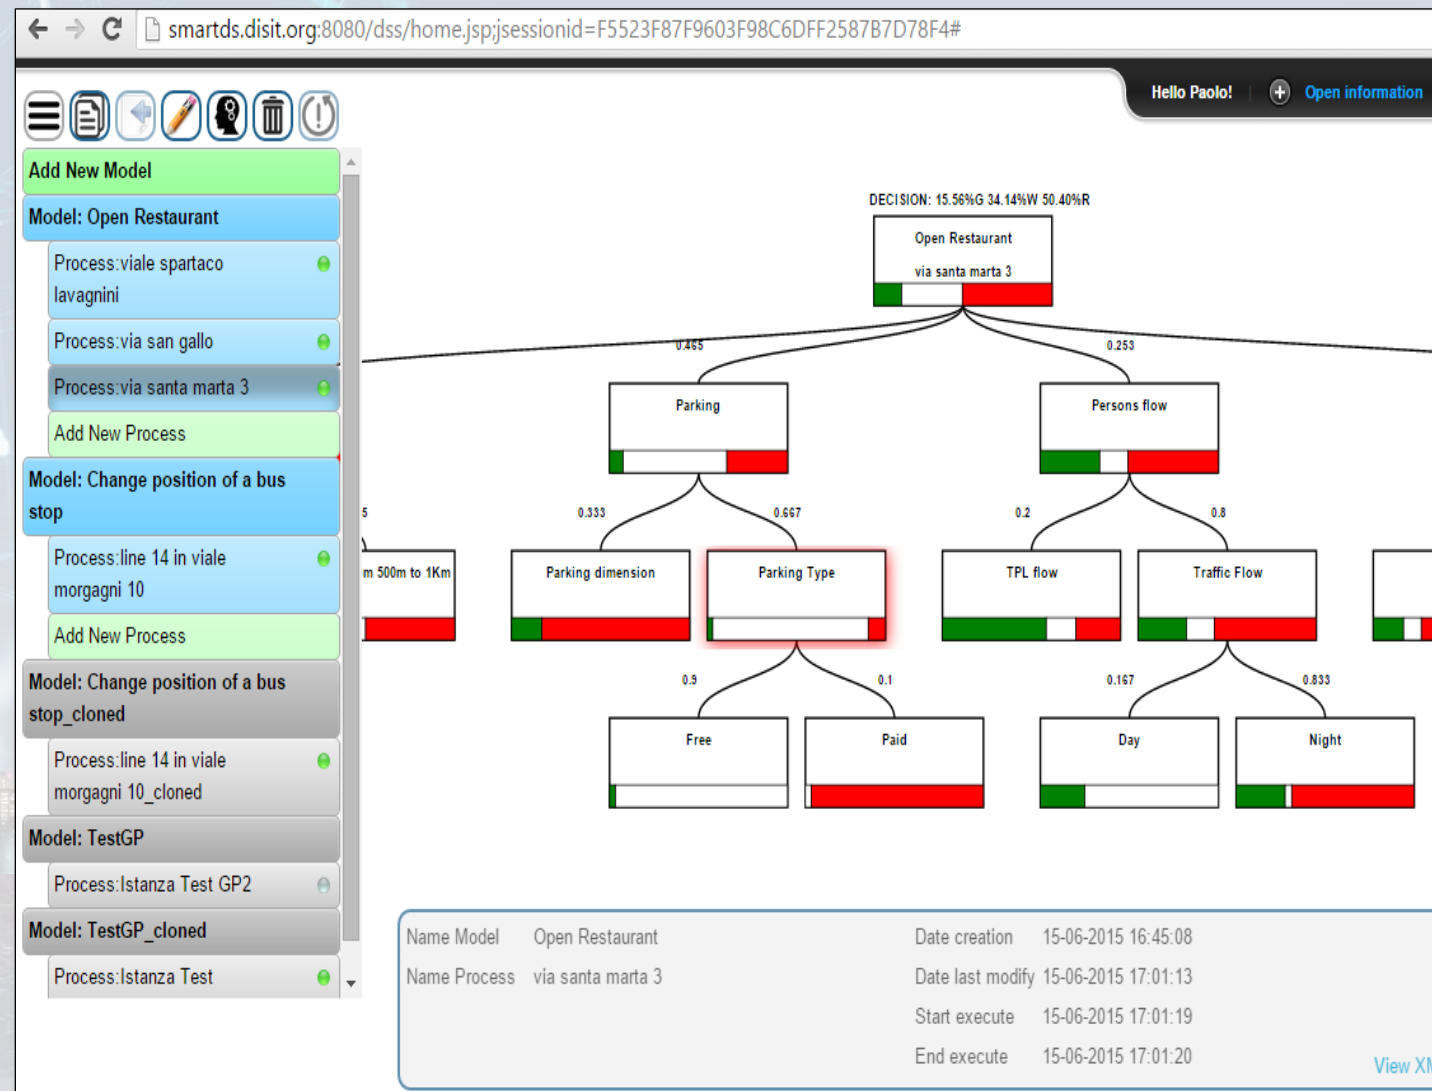 smartds.disit.org:8080/dss/home.jsp;jsessionid=F5523F87F9603F98C6DFF2587B7D78F4#
Hello Paolo!
Open information
Add New Model
Model: Open Restaurant
Process:viale spartaco
lavagnini
Process:via san gallo
Process:via santa marta 3
Add New Process
Model: Change position of a bus
stop
Process:line 14 in viale
morgagni 10
Add New Process
Model: Change position of a bus
stop_cloned
Process:line 14 in viale
morgagni 10_cloned
Model: TestGP
Process:Istanza Test GP2
Model: TestGP_cloned
Process:Istanza Test
DECISION: 15.56%G 34.14%W 50.40%R
Open Restaurant
via santa marta 3
0.465
0.253
Parking
Persons flow
5
0.333
0.667
0.2
0.8
m 500m to 1Km
Parking dimension
Parking Type
TPL flow
Traffic Flow
0.9
0.1
0.167
0.833
Free
Paid
Day
Night
Name Model Open Restaurant
Name Process via santa marta 3
Date creation 15-06-2015 16:45:08
Date last modify 15-06-2015 17:01:13
Start execute 15-06-2015 17:01:19
End execute 15-06-2015 17:01:20
View XM